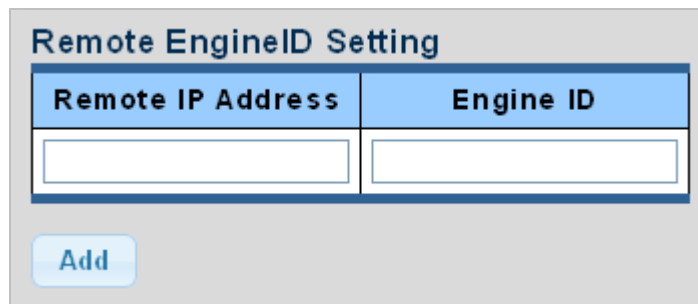 Remote EngineID Setting
Remote IP Address Engine ID
Add